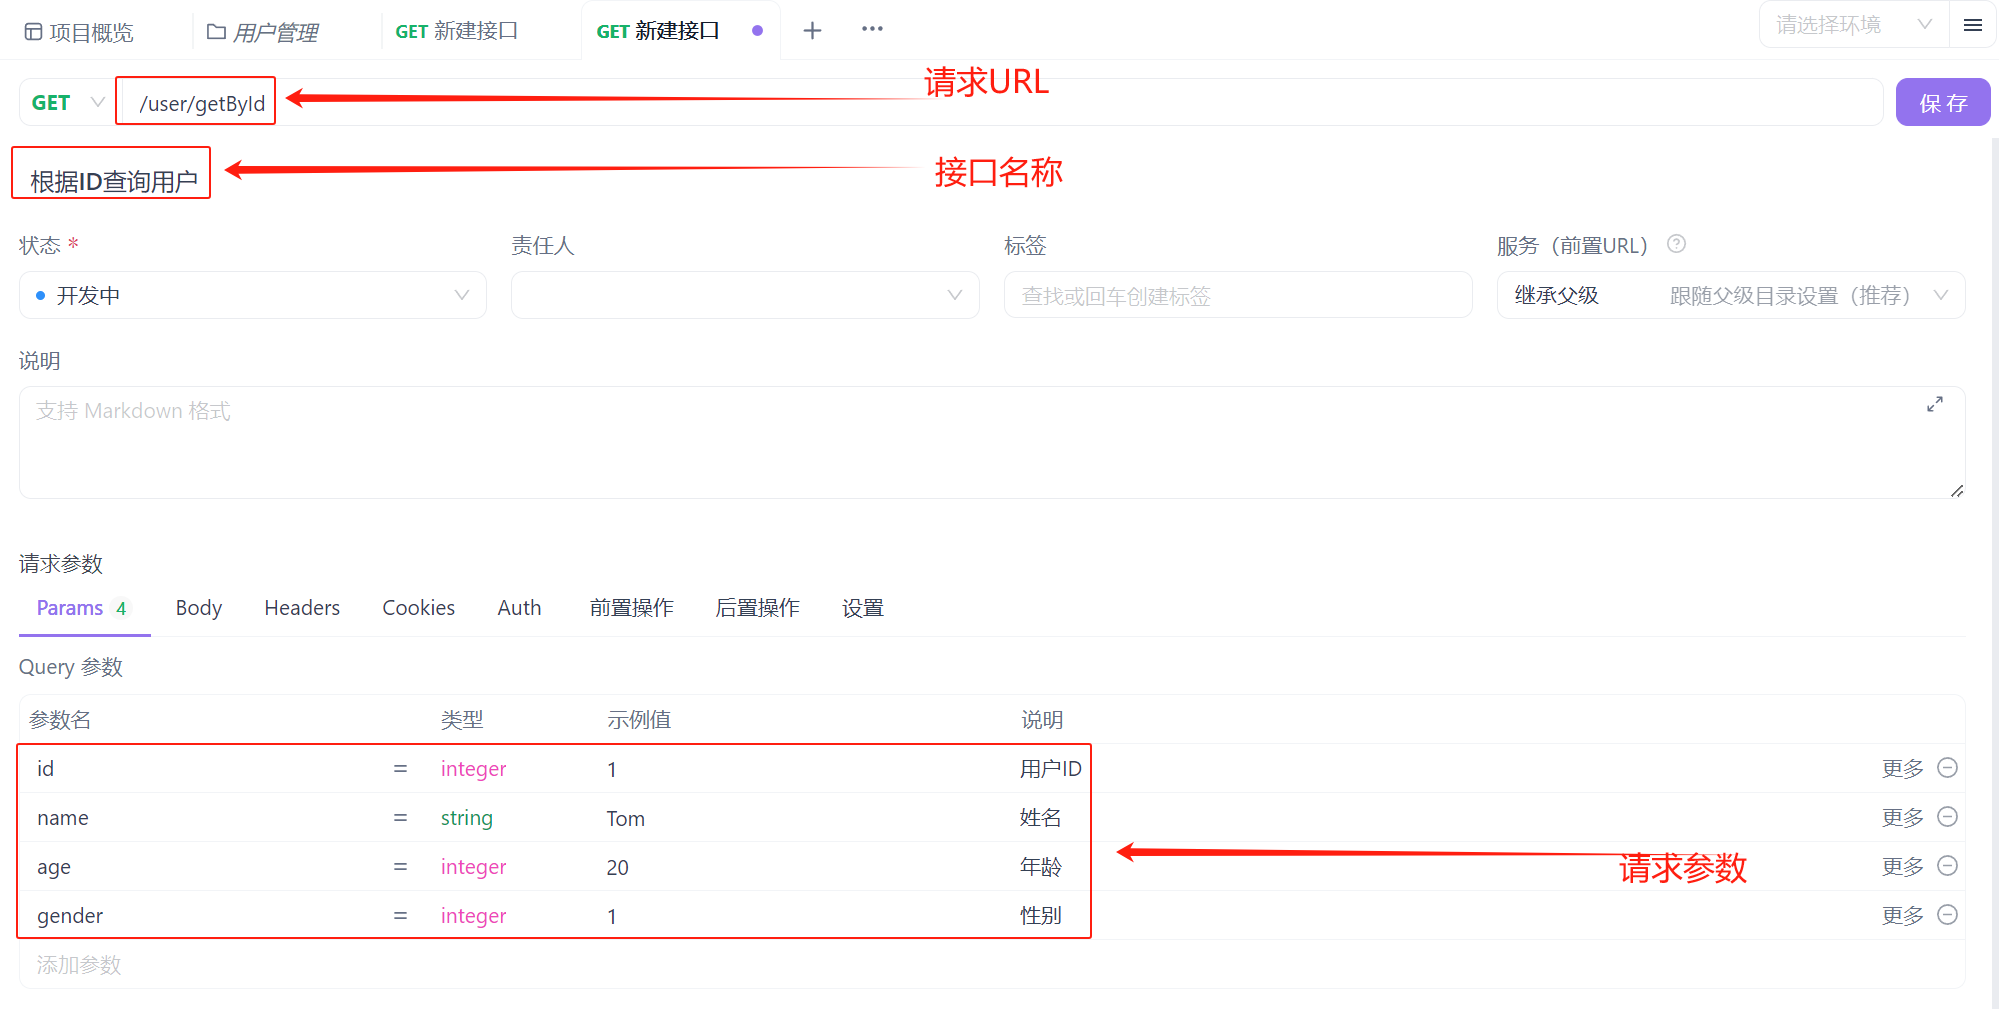 项目概览 用户管理 GET 新建接口 GET 新建接口 请选择环境
GET /user/getById 请求URL 保存
根据ID查询用户 接口名称
状态 * 责任人 标签 服务（前置URL）
开发中 查找或回车创建标签 继承父级 跟随父级目录设置（推荐）
说明
支持 Markdown 格式
请求参数
Params 4 Body Headers Cookies Auth 前置操作 后置操作 设置
Query 参数
参数名 类型 示例值 说明
id = integer 1 用户ID 更多
name = string Tom 姓名 更多
age = integer 20 年龄 请求参数 更多
gender = integer 1 性别 更多
添加参数